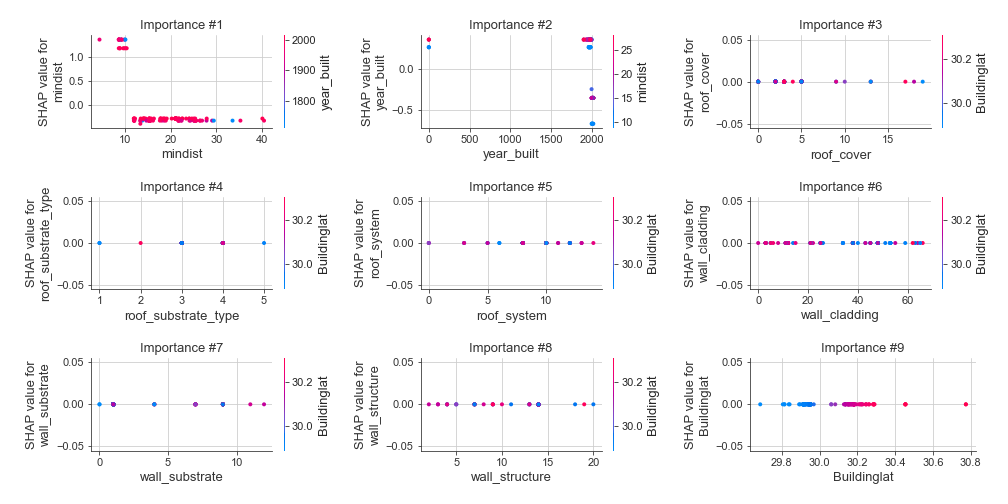 Importance #1
SHAP value for
mindist
1.0
0.5
0.0
10
20
30
40
mindist
2000
1900
1800
year_built
Importance #2
SHAP value for
year_built
0.0
−0.5
0
500
1000
1500
2000
year_built
25
20
15
10
mindist
Importance #3
SHAP value for
roof_cover
0.05
0.00
−0.05
0
5
10
15
roof_cover
30.2
30.0
Buildinglat
Importance #4
SHAP value for
roof_substrate_type
0.05
0.00
−0.05
1
2
3
4
5
roof_substrate_type
30.2
30.0
Buildinglat
Importance #5
SHAP value for
roof_system
0.05
0.00
−0.05
0
5
10
roof_system
30.2
30.0
Buildinglat
Importance #6
SHAP value for
wall_cladding
0.05
0.00
−0.05
0
20
40
60
wall_cladding
30.2
30.0
Buildinglat
Importance #7
SHAP value for
wall_substrate
0.05
0.00
−0.05
0
5
10
wall_substrate
30.2
30.0
Buildinglat
Importance #8
SHAP value for
wall_structure
0.05
0.00
−0.05
5
10
15
20
wall_structure
30.2
30.0
Buildinglat
Importance #9
SHAP value for
Buildinglat
0.05
0.00
−0.05
29.8
30.0
30.2
30.4
30.6
30.8
Buildinglat